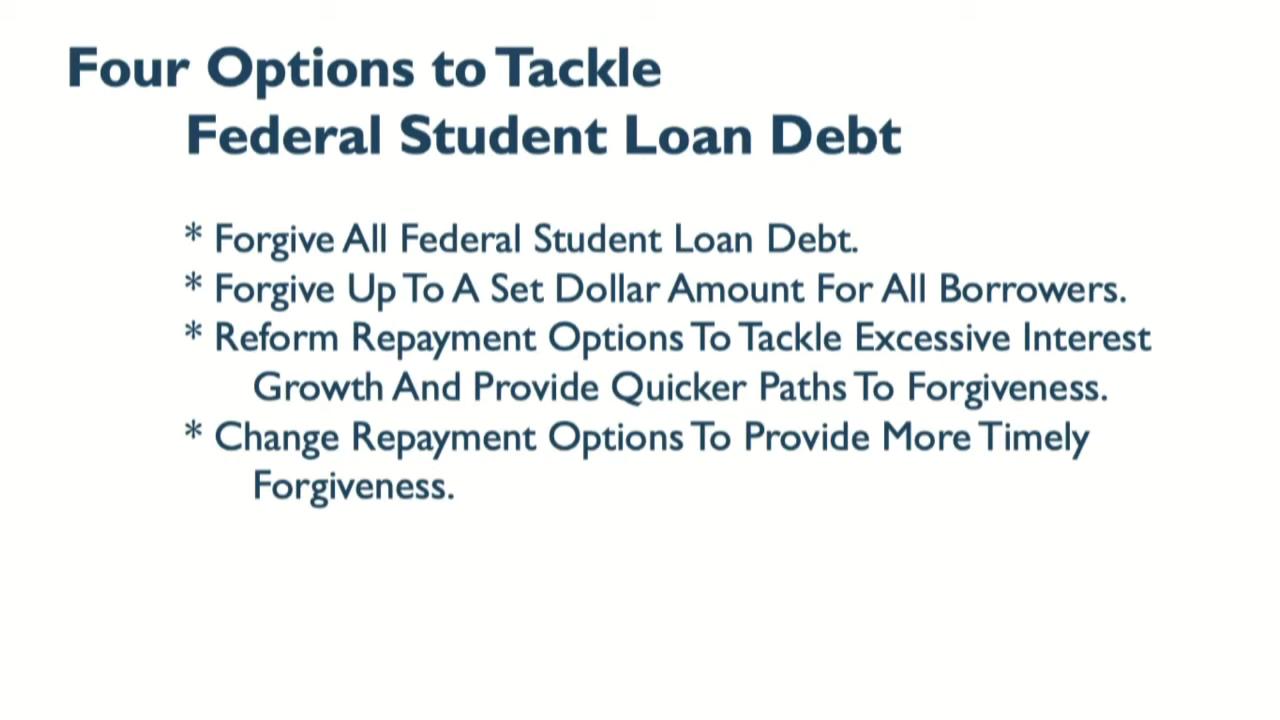 Four Options to Tackle
Federal Student Loan Debt
* Forgive All Federal Student Loan Debt.
* Forgive Up To A Set Dollar Amount For All Borrowers.
* Reform Repayment Options To Tackle Excessive Interest
Growth And Provide Quicker Paths To Forgiveness.
* Change Repayment Options To Provide More Timely
Forgiveness.